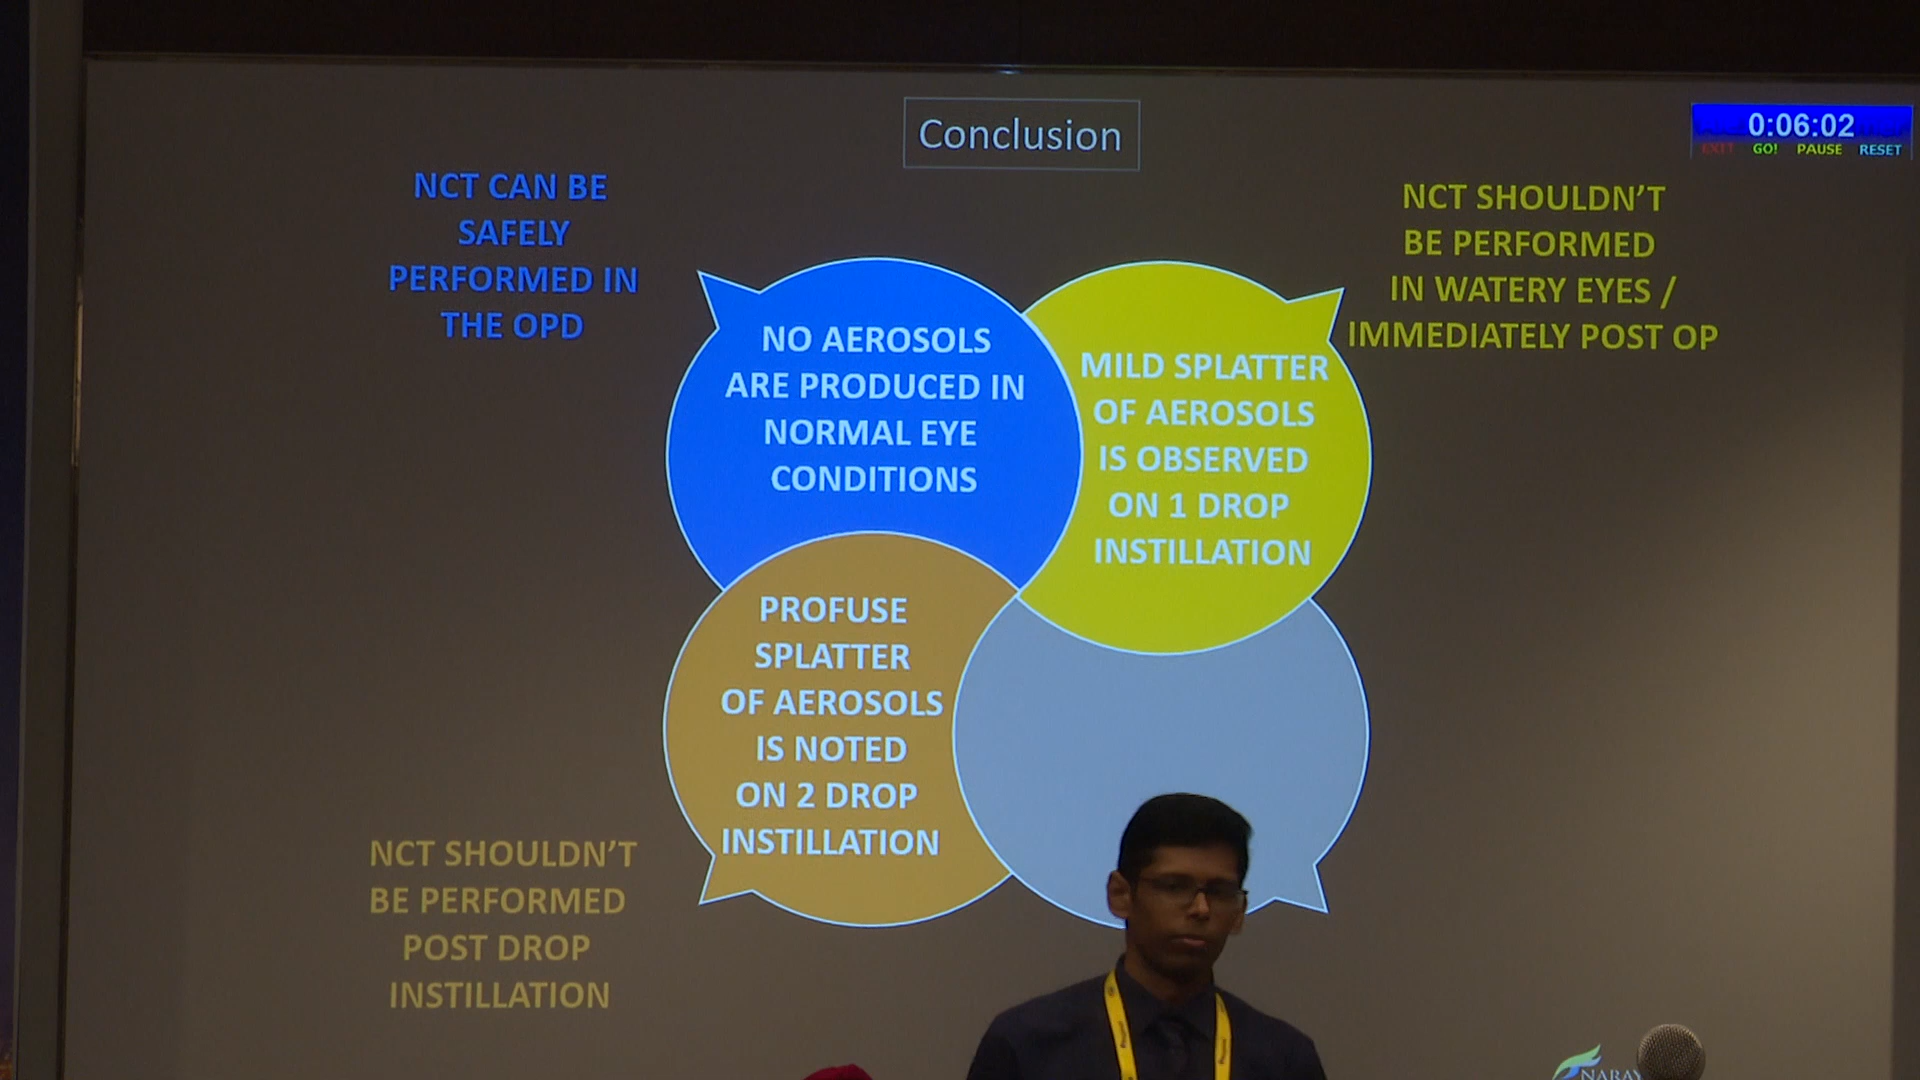 Conclusion
0:06:02
EXIT GO! PAUSE RESET
NCT CAN BE
SAFELY
PERFORMED IN
THE OPD
NCT SHOULDN'T
BE PERFORMED
IN WATERY EYES /
IMMEDIATELY POST OP
NO AEROSOLS
ARE PRODUCED IN
NORMAL EYE
CONDITIONS
MILD SPLATTER
OF AEROSOLS
IS OBSERVED
ON 1 DROP
INSTILLATION
PROFUSE
SPLATTER
OF AEROSOLS
IS NOTED
ON 2 DROP
INSTILLATION
NCT SHOULDN'T
BE PERFORMED
POST DROP
INSTILLATION